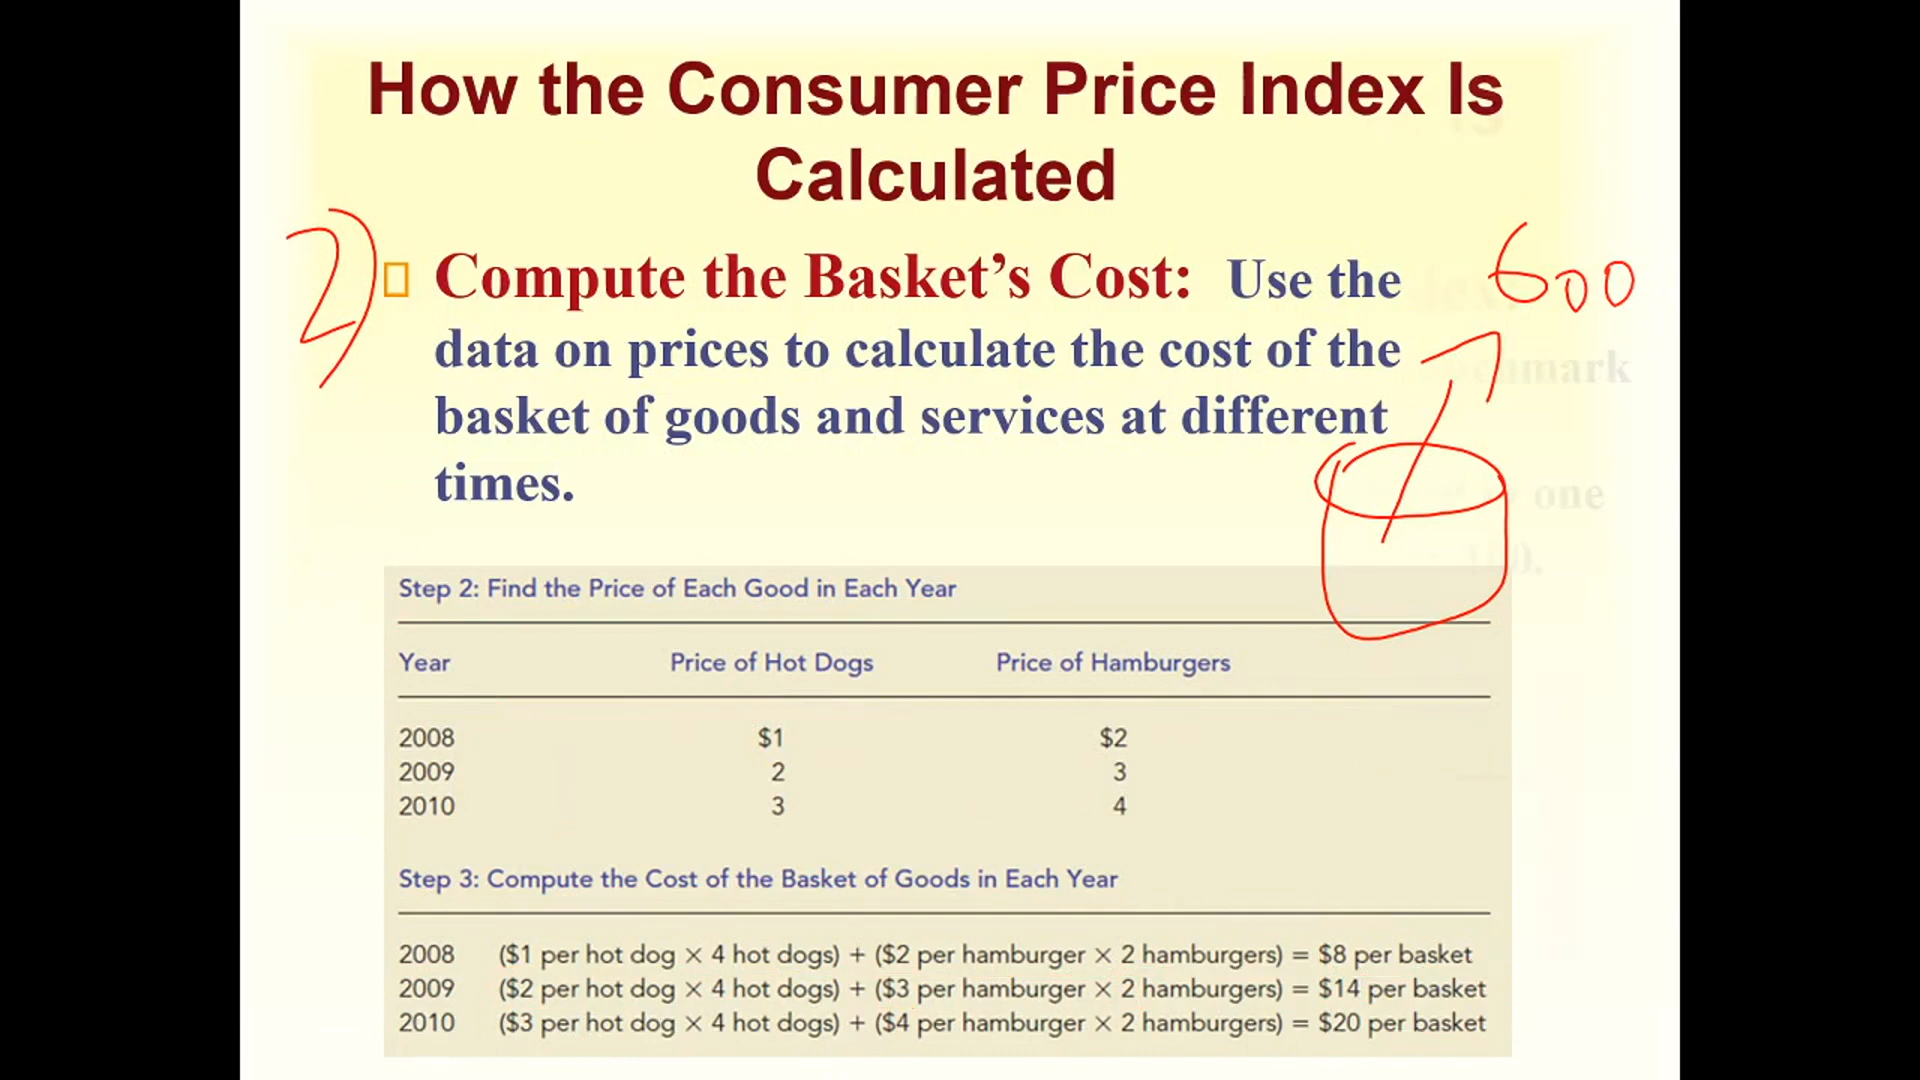 How the Consumer Price Index Is
Calculated
2)
Compute the Basket’s Cost: Use the
data on prices to calculate the cost of the
basket of goods and services at different
times.
600
Step 2: Find the Price of Each Good in Each Year
Year Price of Hot Dogs Price of Hamburgers
2008 $1 $2
2009 2 3
2010 3 4
Step 3: Compute the Cost of the Basket of Goods in Each Year
2008 ($1 per hot dog × 4 hot dogs) + ($2 per hamburger × 2 hamburgers) = $8 per basket
2009 ($2 per hot dog × 4 hot dogs) + ($3 per hamburger × 2 hamburgers) = $14 per basket
2010 ($3 per hot dog × 4 hot dogs) + ($4 per hamburger × 2 hamburgers) = $20 per basket